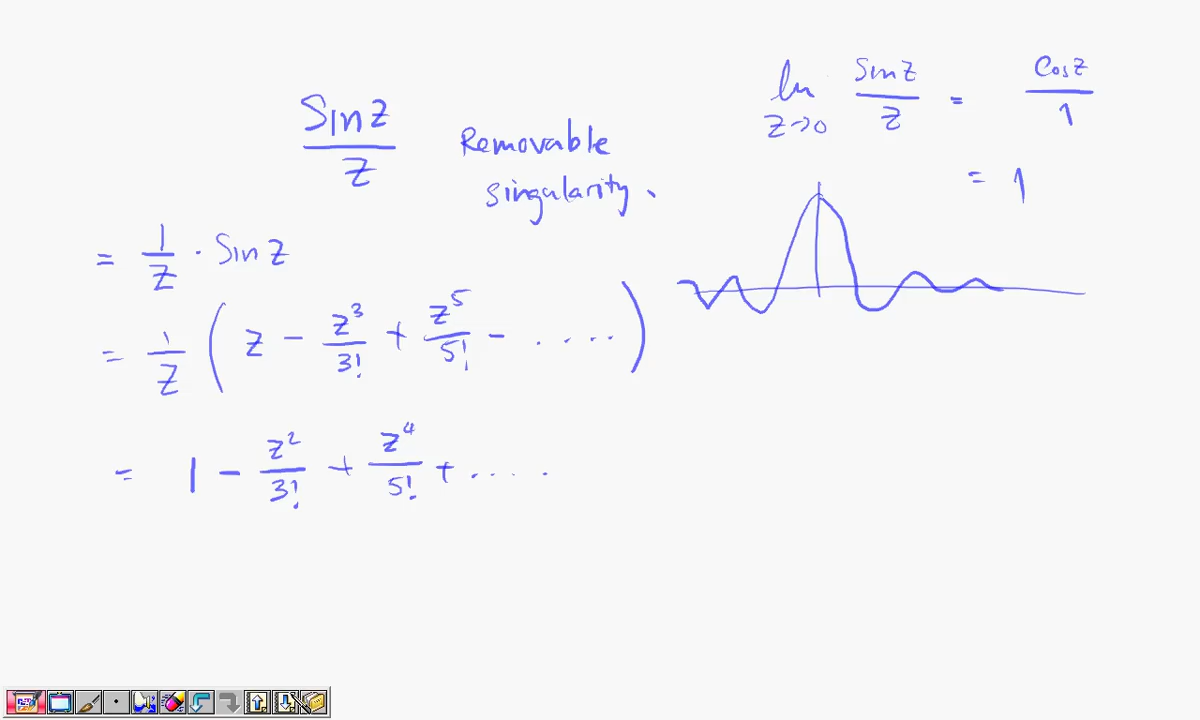 Sin z / z Removable singularity.
= 1/z · Sin z
= 1/z ( z − z³/3! + z⁵/5! − ..... )
= 1 − z²/3! + z⁴/5! + .....
lim z→0 Sin z / z = Cos z / 1
= 1